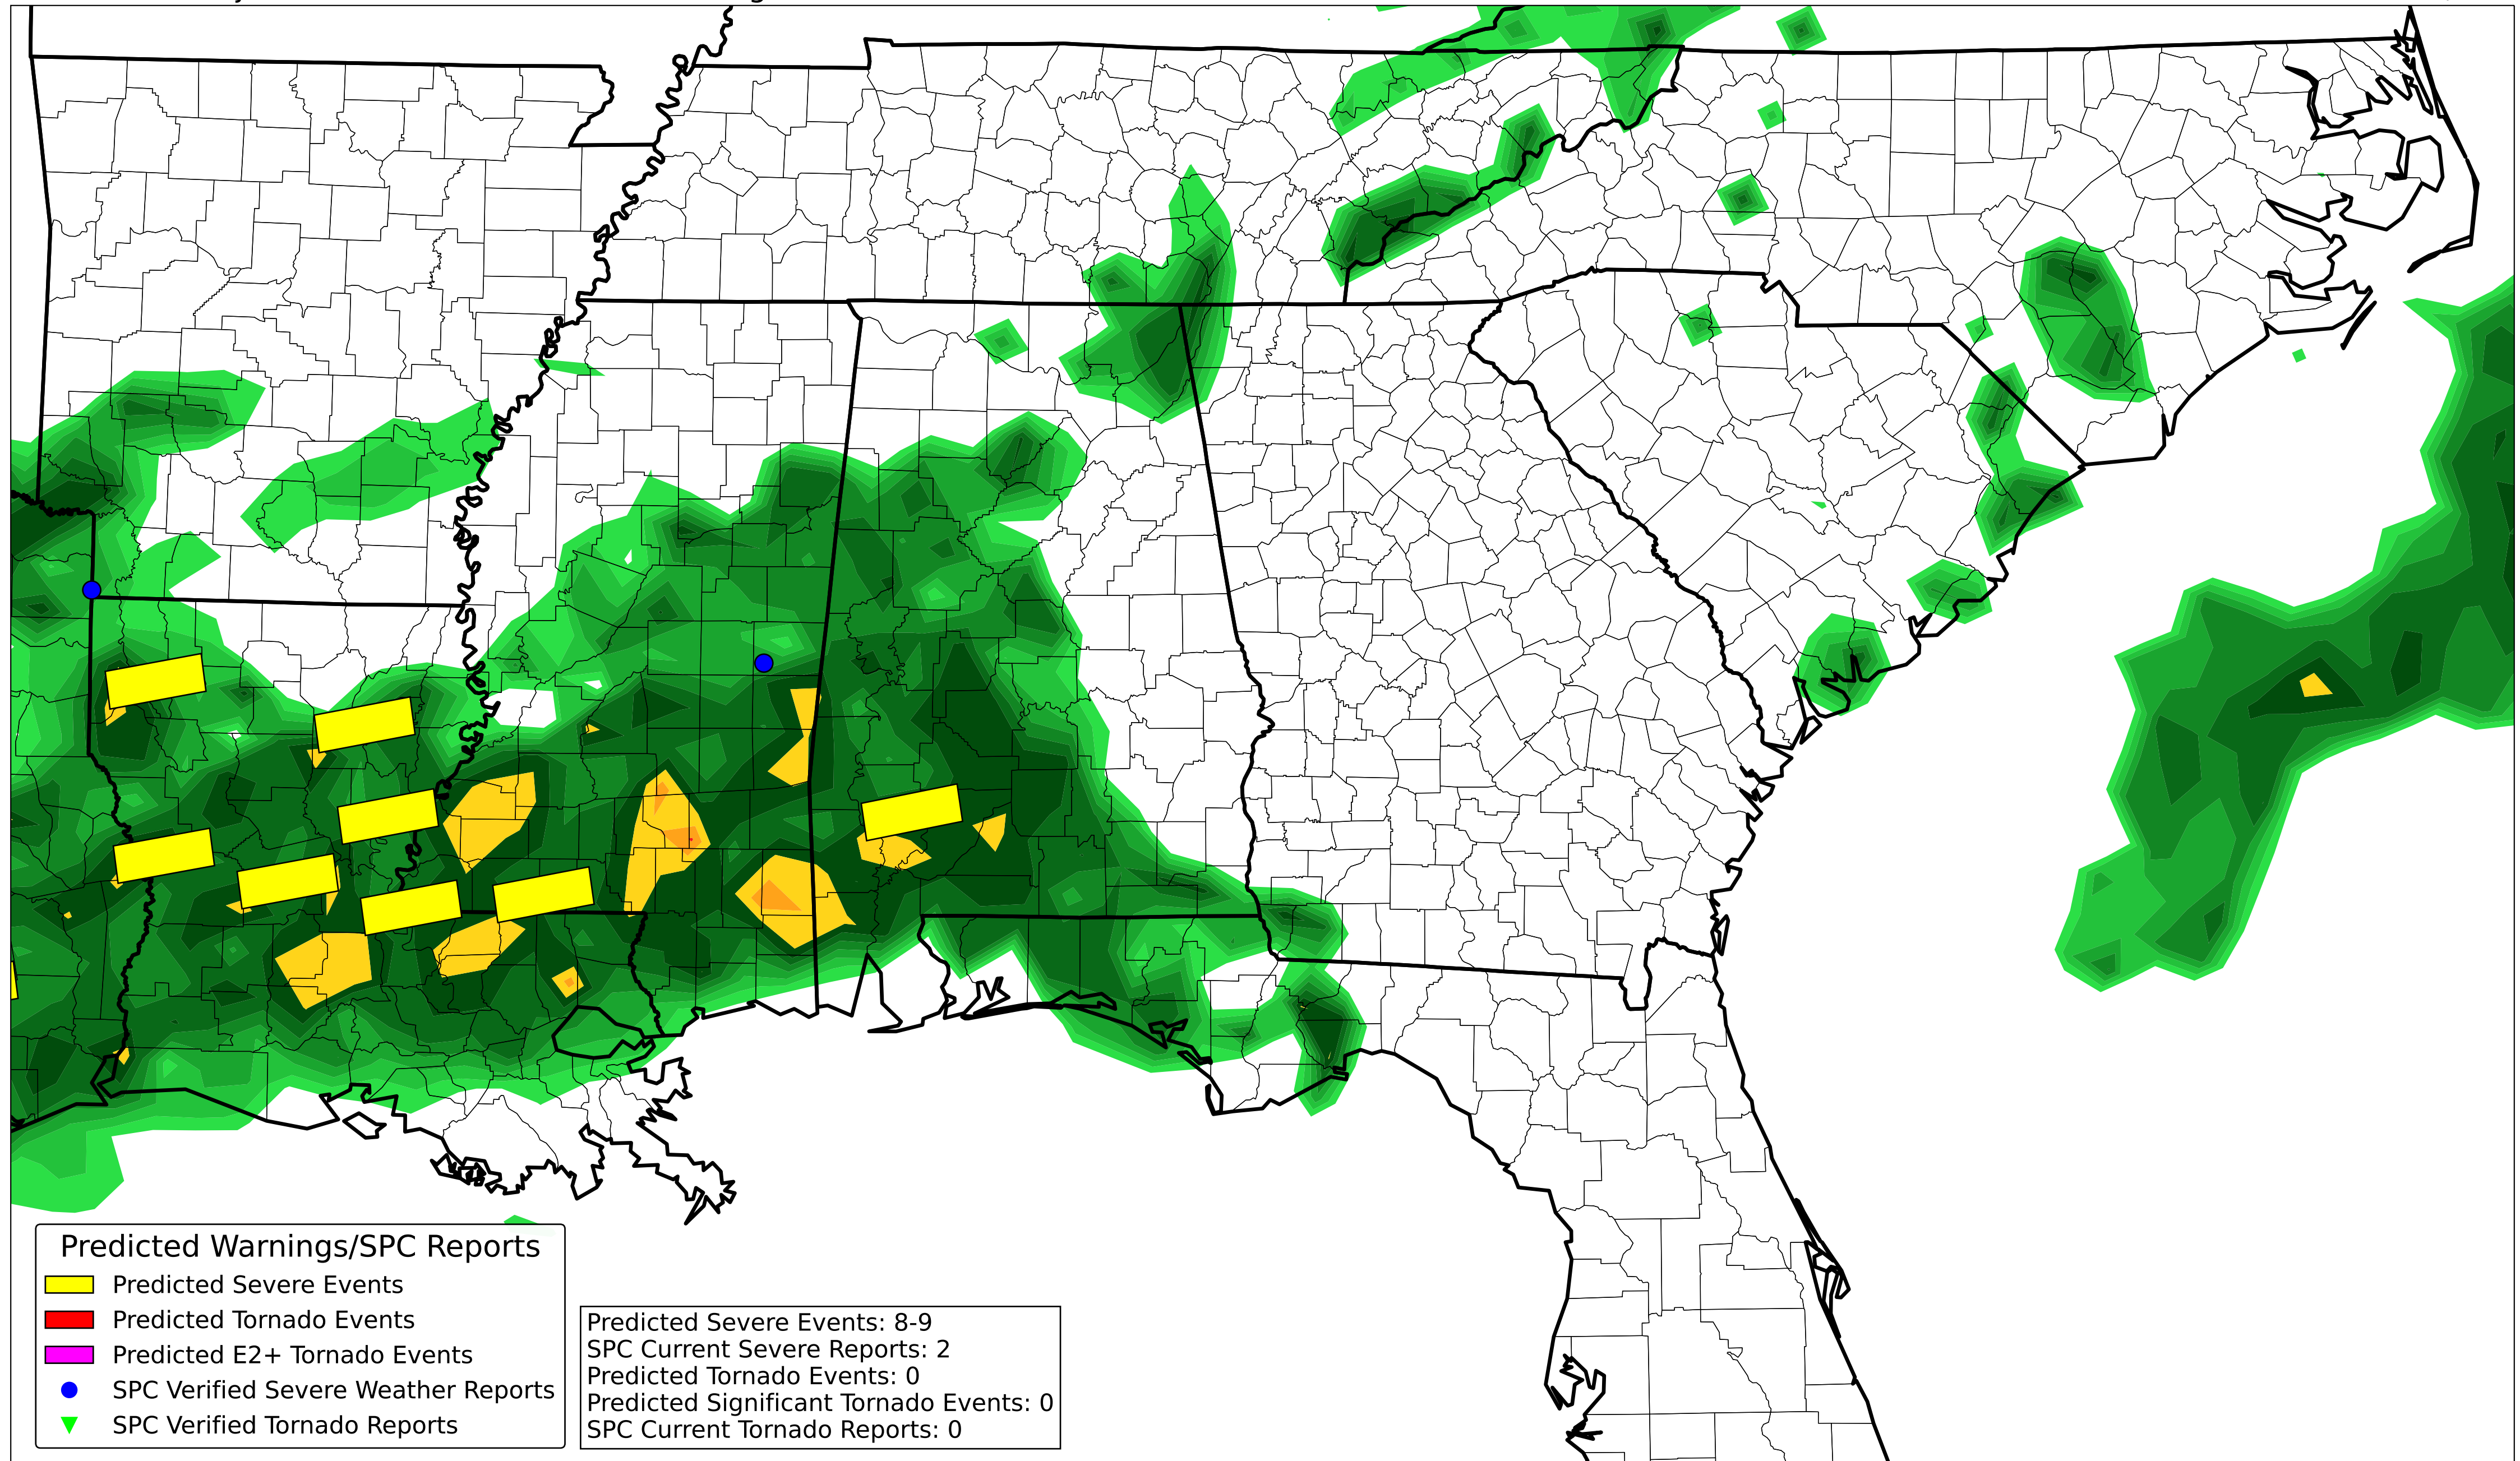 Predicted Warnings/SPC Reports
Predicted Severe Events
Predicted Tornado Events
Predicted E2+ Tornado Events
SPC Verified Severe Weather Reports
SPC Verified Tornado Reports
Predicted Severe Events: 8-9
SPC Current Severe Reports: 2
Predicted Tornado Events: 0
Predicted Significant Tornado Events: 0
SPC Current Tornado Reports: 0